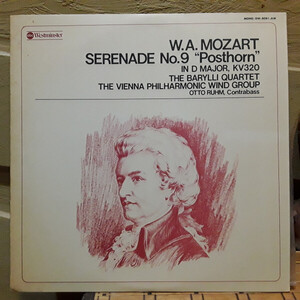 Westminster
W.A. MOZART
SERENADE No.9 "Posthorn"
IN D MAJOR, KV320
THE BARYLLI QUARTET
THE VIENNA PHILHARMONIC WIND GROUP
OTTO RUHM, Contrabass